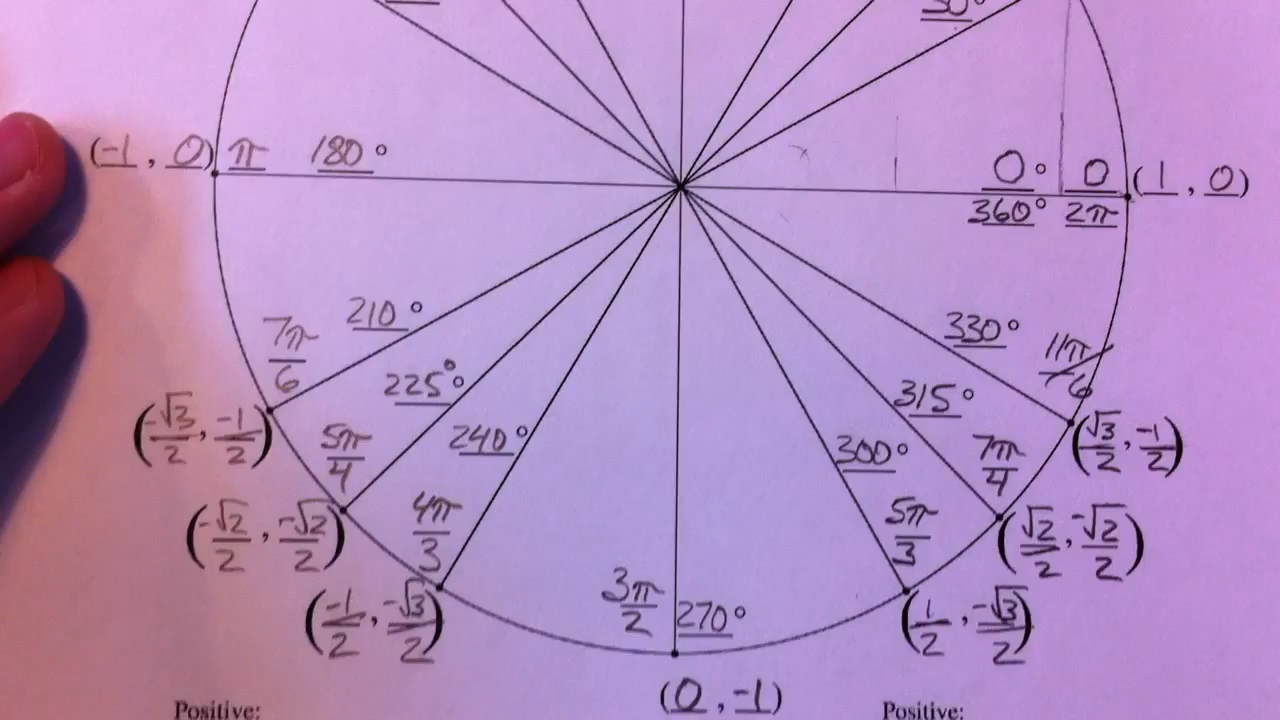 30°
(-1, 0) π 180°
0° 0 (1, 0)
360° 2π
210° 7π/6 (-√3/2, -1/2)
225° 5π/4 (-√2/2, -√2/2)
240° 4π/3 (-1/2, -√3/2)
3π/2 270° (0, -1)
300° 5π/3 (1/2, -√3/2)
315° 7π/4 (√2/2, -√2/2)
330° 11π/6 (√3/2, -1/2)
Positive: Positive: